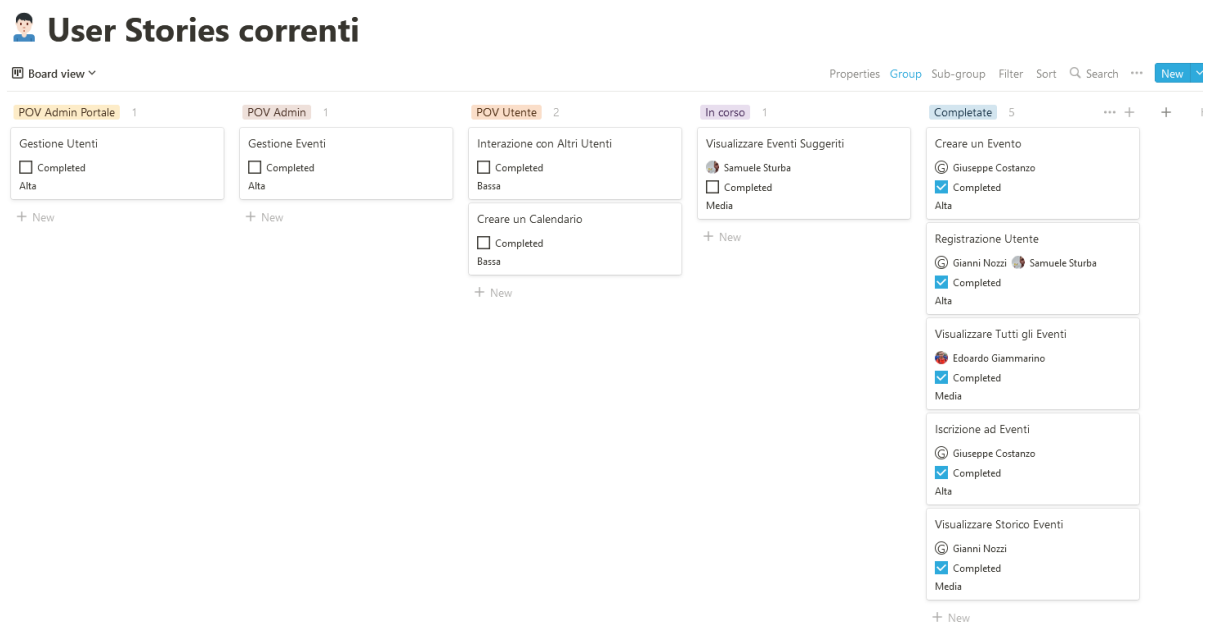 User Stories correnti
Board view
Properties Group Sub-group Filter Sort Search New
POV Admin Portale 1
Gestione Utenti
Completed
Alta
+ New
POV Admin 1
Gestione Eventi
Completed
Alta
+ New
POV Utente 2
Interazione con Altri Utenti
Completed
Bassa
Creare un Calendario
Completed
Bassa
+ New
In corso 1
Visualizzare Eventi Suggeriti
Samuele Sturba
Completed
Media
+ New
Completate 5
Creare un Evento
G Giuseppe Costanzo
Completed
Alta
Registrazione Utente
G Gianni Nozzi Samuele Sturba
Completed
Alta
Visualizzare Tutti gli Eventi
Edoardo Giammarino
Completed
Media
Iscrizione ad Eventi
G Giuseppe Costanzo
Completed
Alta
Visualizzare Storico Eventi
G Gianni Nozzi
Completed
Media
+ New